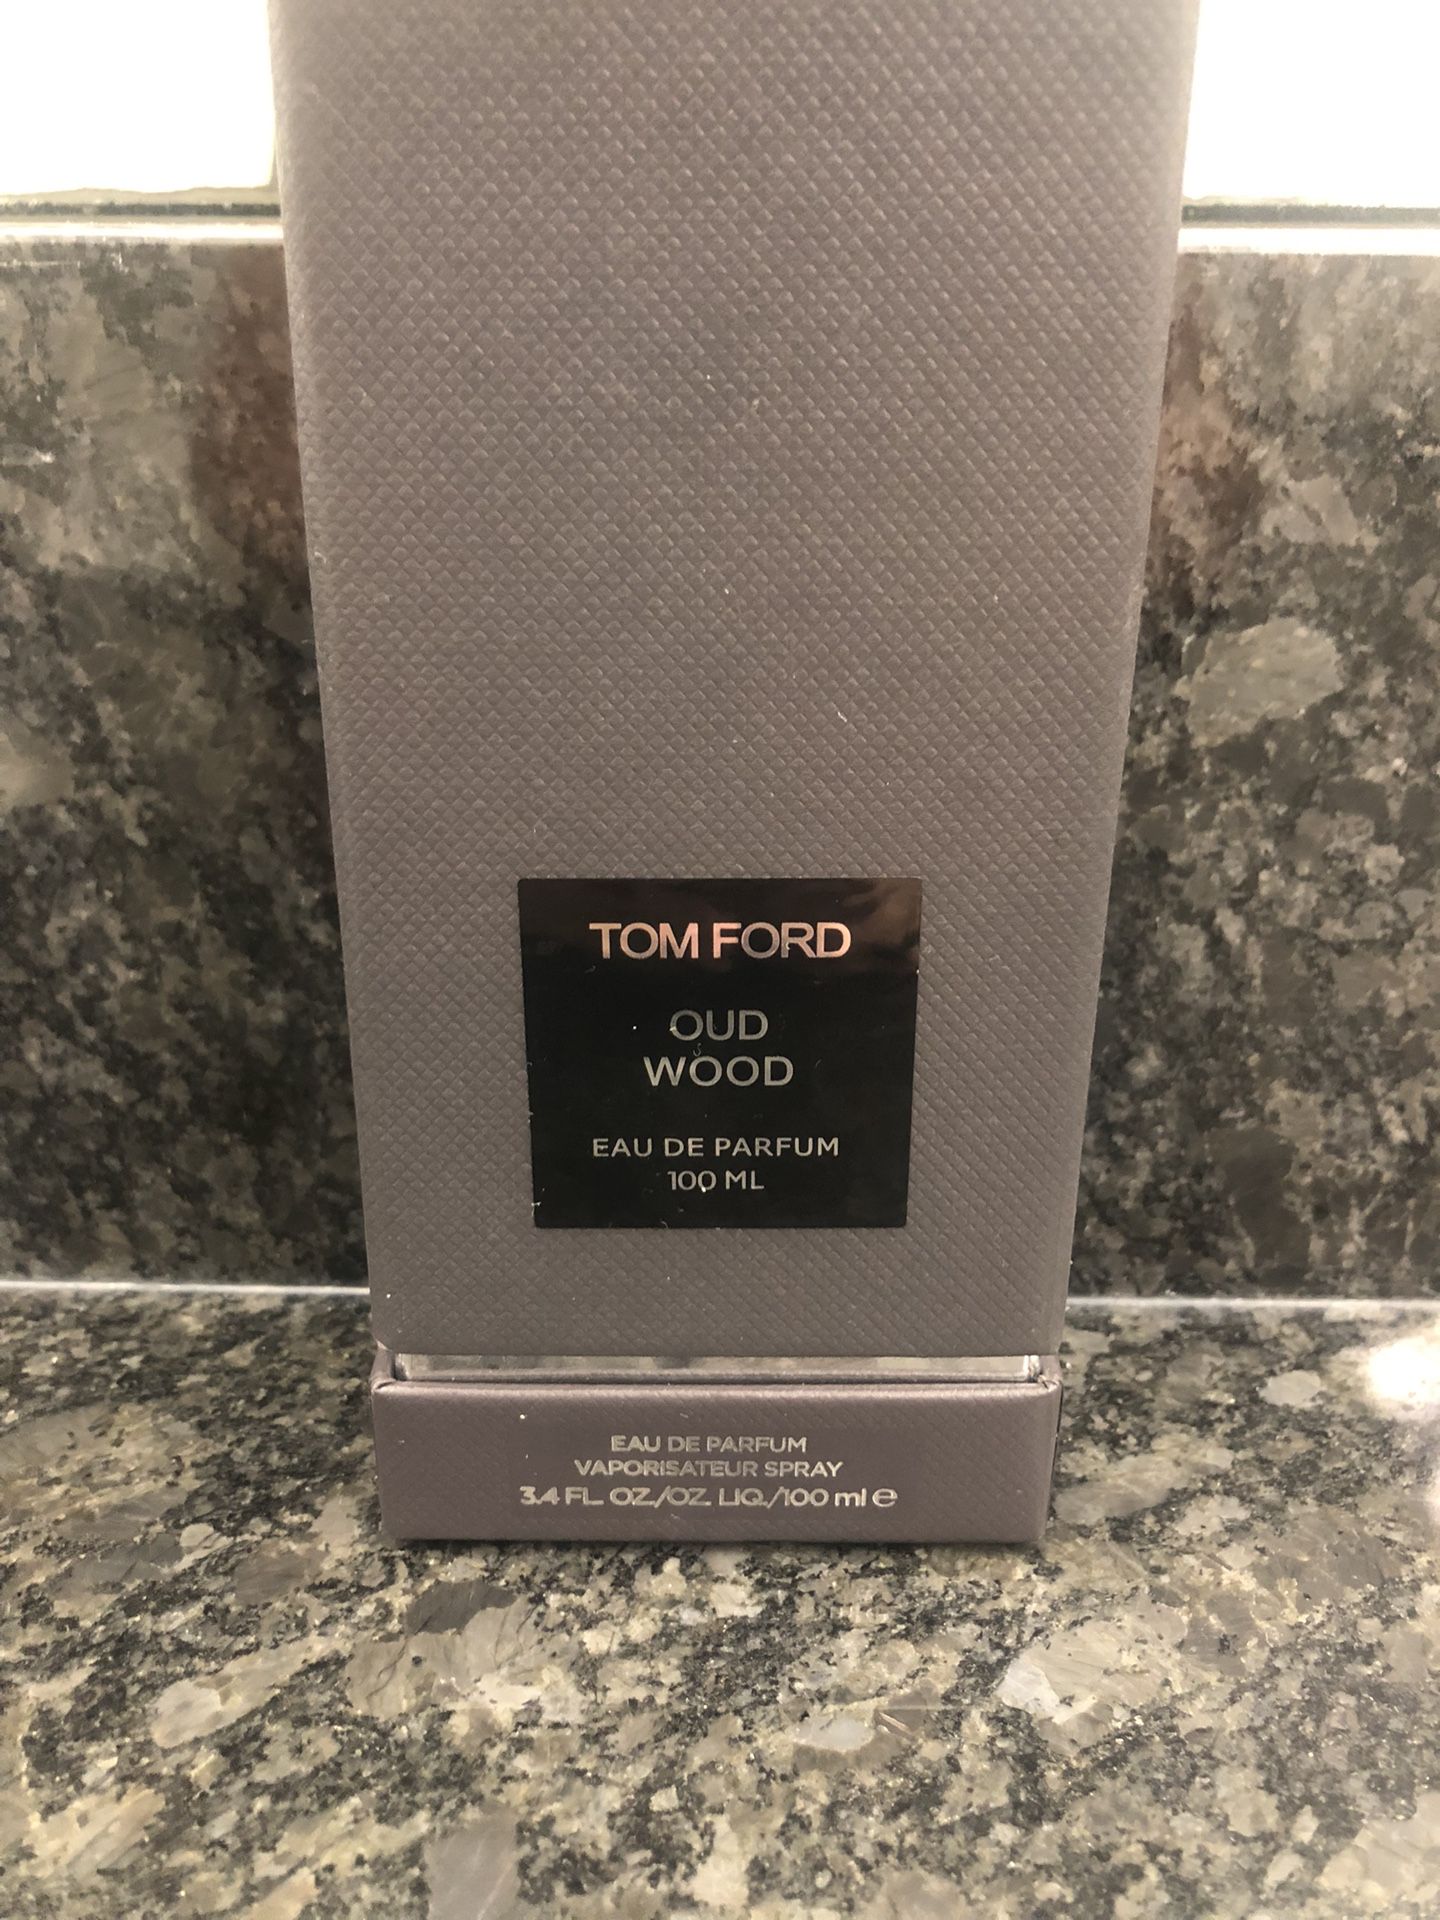 TOM FORD
OUD
WOOD
EAU DE PARFUM
100 ML
EAU DE PARFUM
VAPORISATEUR SPRAY
3.4 FL. OZ./OZ. LIQ./100 ml ℮